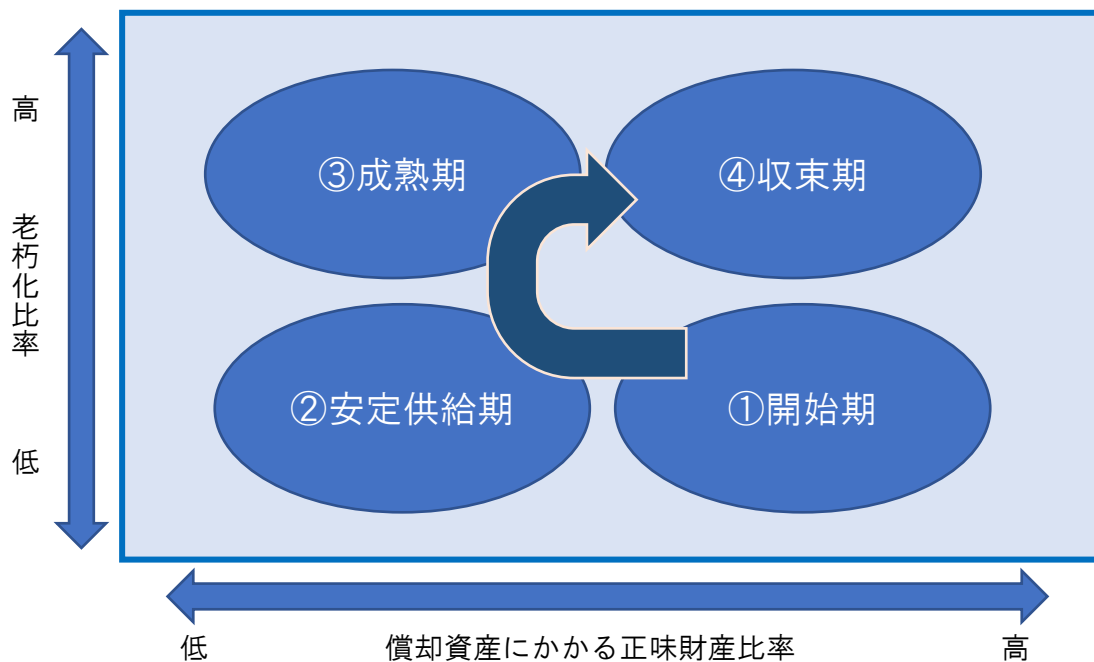 高
老朽化比率
低
③成熟期
④収束期
②安定供給期
①開始期
低
償却資産にかかる正味財産比率
高